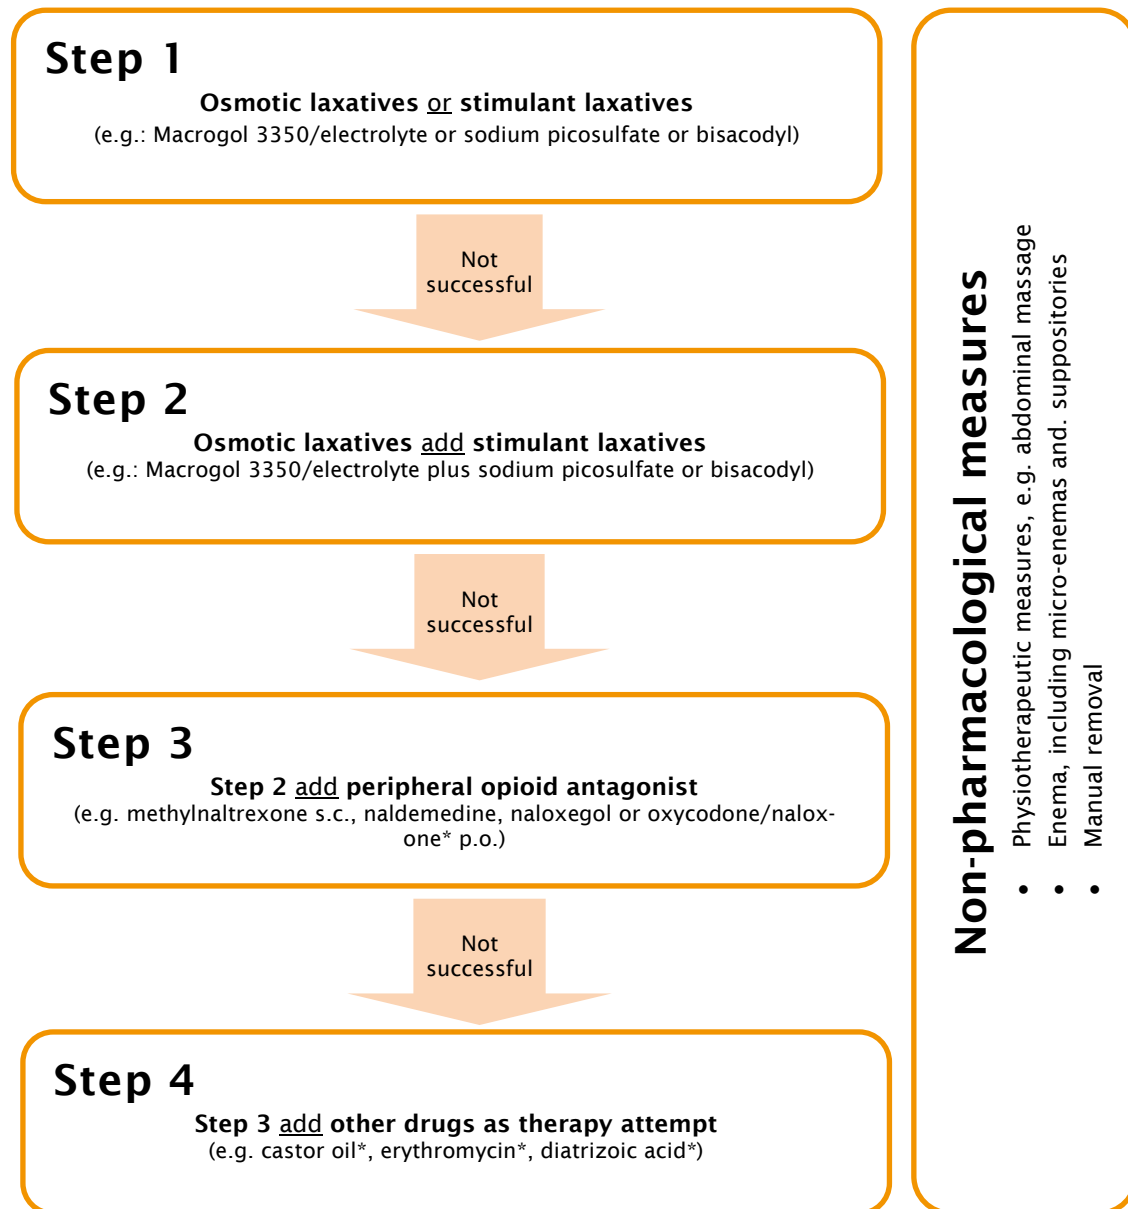 Step 1
Osmotic laxatives or stimulant laxatives
(e.g.: Macrogol 3350/electrolyte or sodium picosulfate or bisacodyl)
Not
successful
Step 2
Osmotic laxatives add stimulant laxatives
(e.g.: Macrogol 3350/electrolyte plus sodium picosulfate or bisacodyl)
Not
successful
Step 3
Step 2 add peripheral opioid antagonist
(e.g. methylnaltrexone s.c., naldemedine, naloxegol or oxycodone/nalox-
one* p.o.)
Not
successful
Step 4
Step 3 add other drugs as therapy attempt
(e.g. castor oil*, erythromycin*, diatrizoic acid*)
Non-pharmacological measures
• Physiotherapeutic measures, e.g. abdominal massage
• Enema, including micro-enemas and. suppositories
• Manual removal